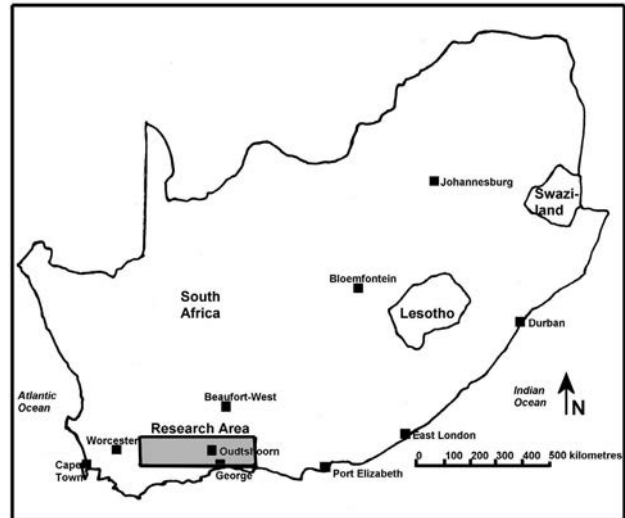 Johannesburg
Swazi-
land
Bloemfontein
South
Africa
Lesotho
Durban
Atlantic
Ocean
Beaufort-West
Indian
Ocean
N
Research Area
Worcester
Oudtshoorn
East London
Cape
Town
George
Port Elizabeth
0 100 200 300 400 500 kilometres